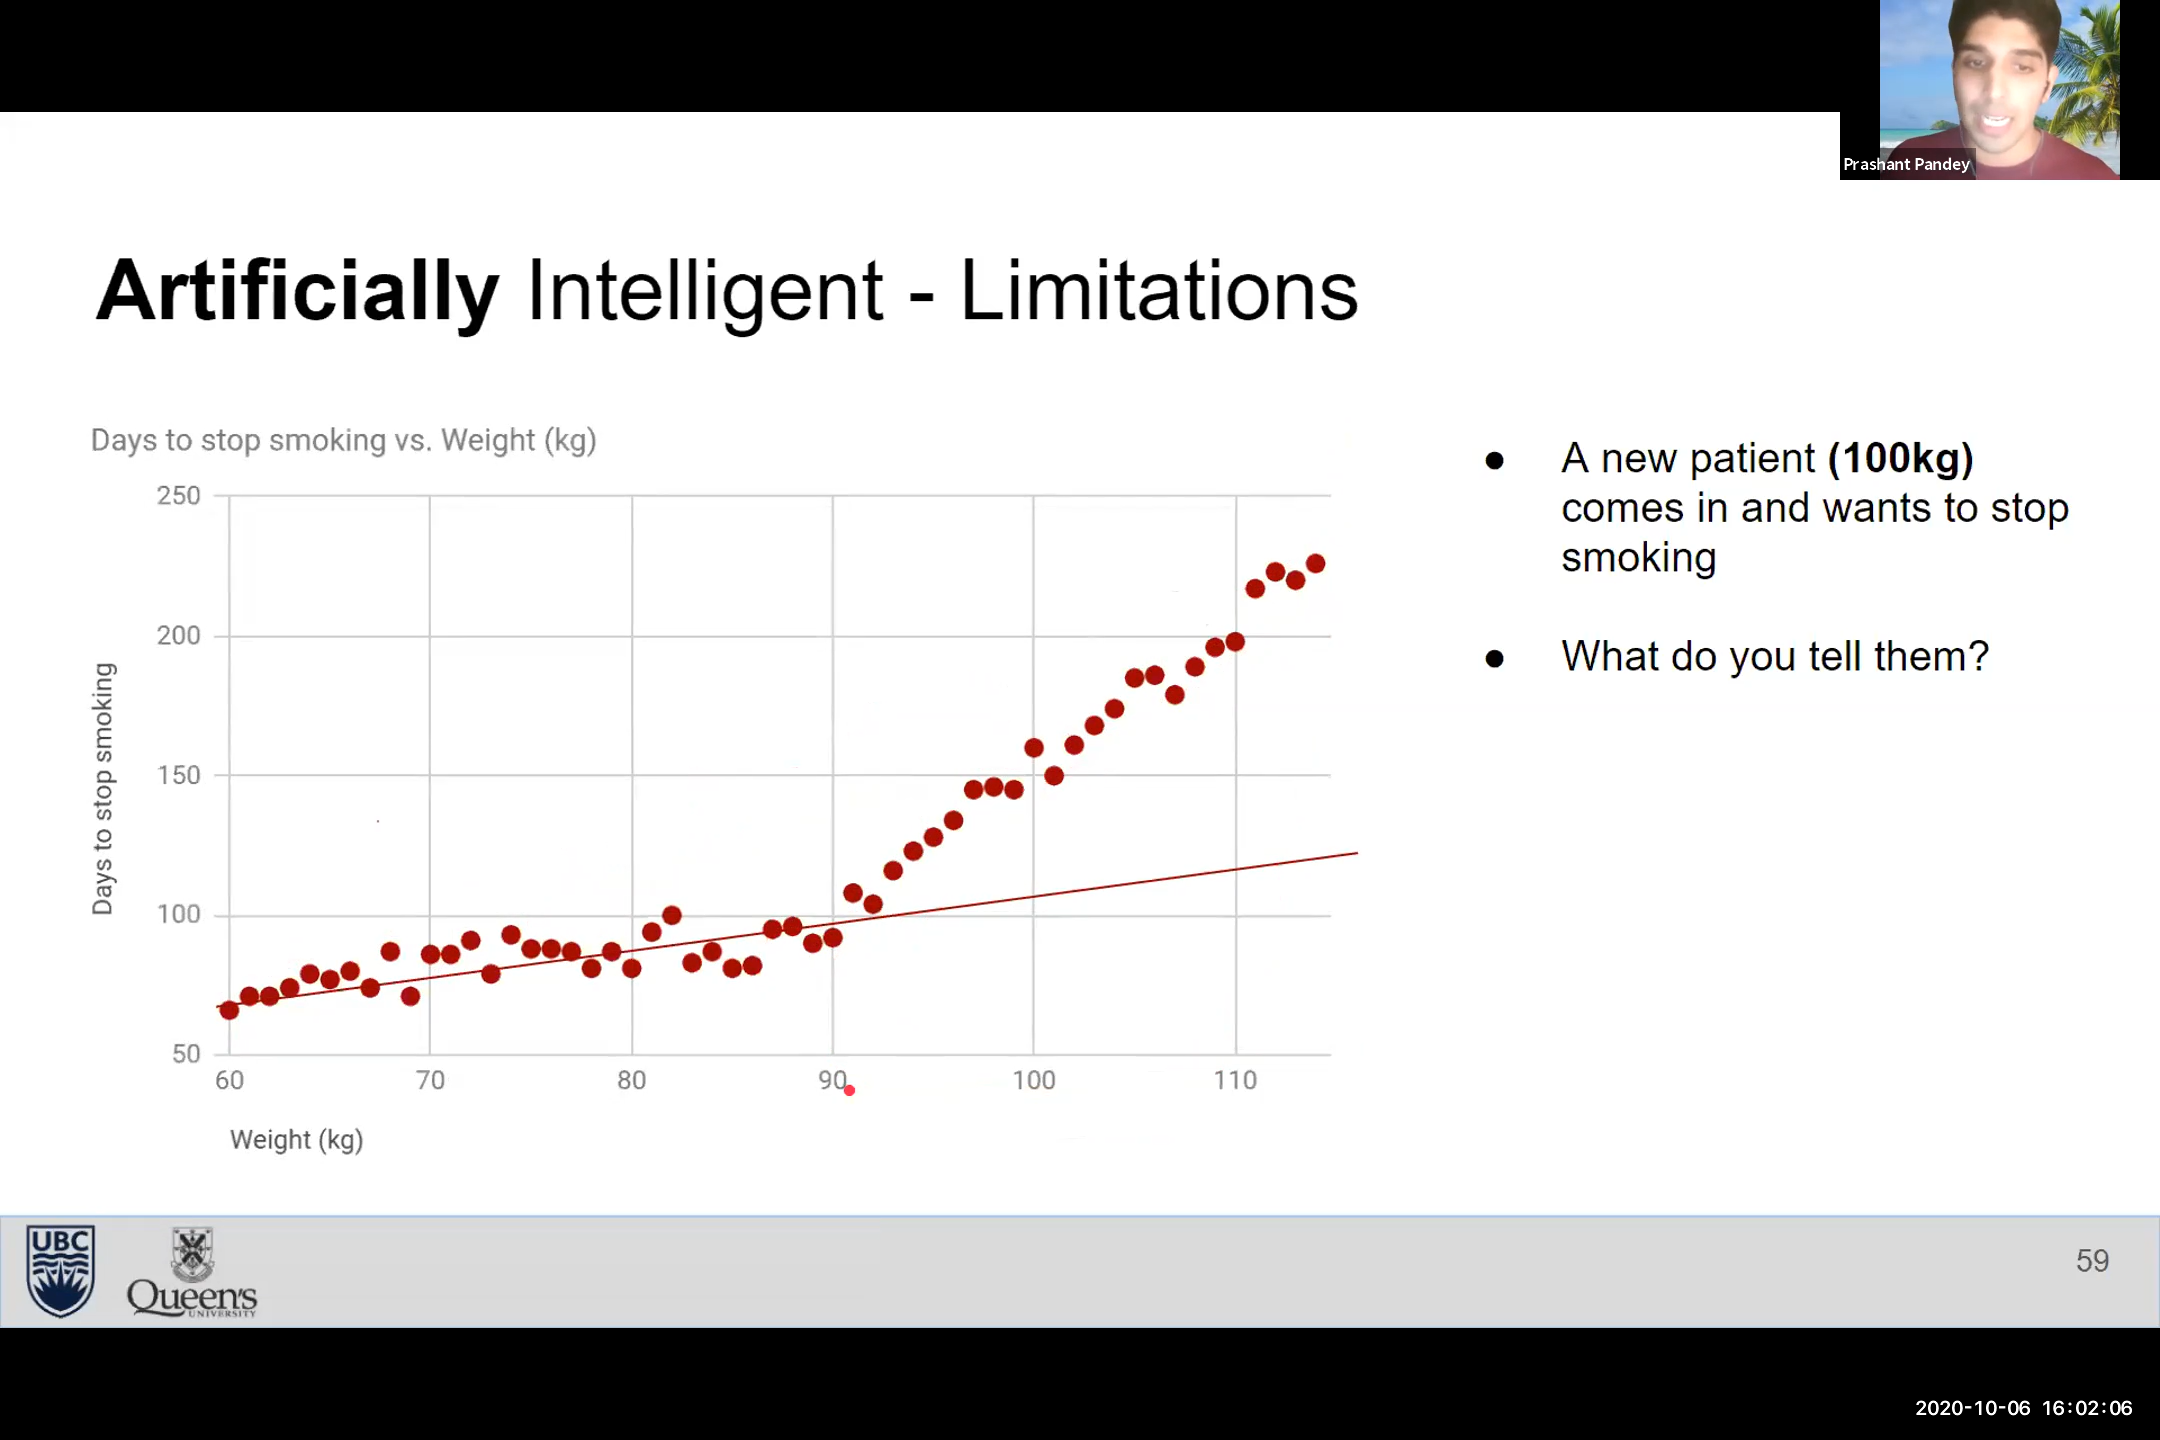 Prashant Pandey
Artificially Intelligent - Limitations
Days to stop smoking vs. Weight (kg)
250
200
150
100
50
Days to stop smoking
60 70 80 90 100 110
Weight (kg)
● A new patient (100kg)
comes in and wants to stop
smoking
● What do you tell them?
UBC
Queen's
UNIVERSITY
59
2020-10-06 16:02:06